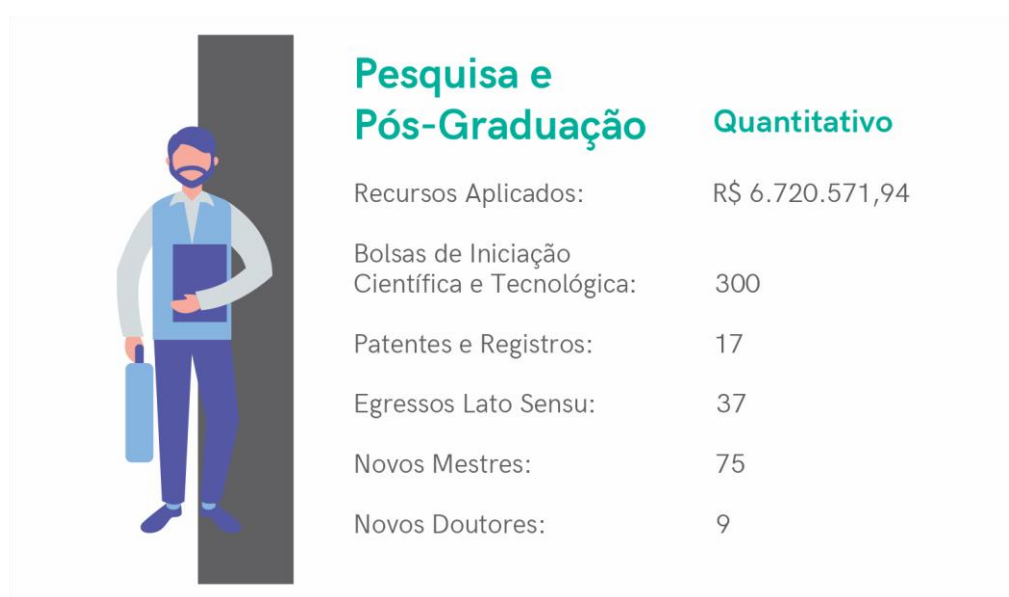 Pesquisa e
Pós-Graduação Quantitativo
Recursos Aplicados: R$ 6.720.571,94
Bolsas de Iniciação
Científica e Tecnológica: 300
Patentes e Registros: 17
Egressos Lato Sensu: 37
Novos Mestres: 75
Novos Doutores: 9